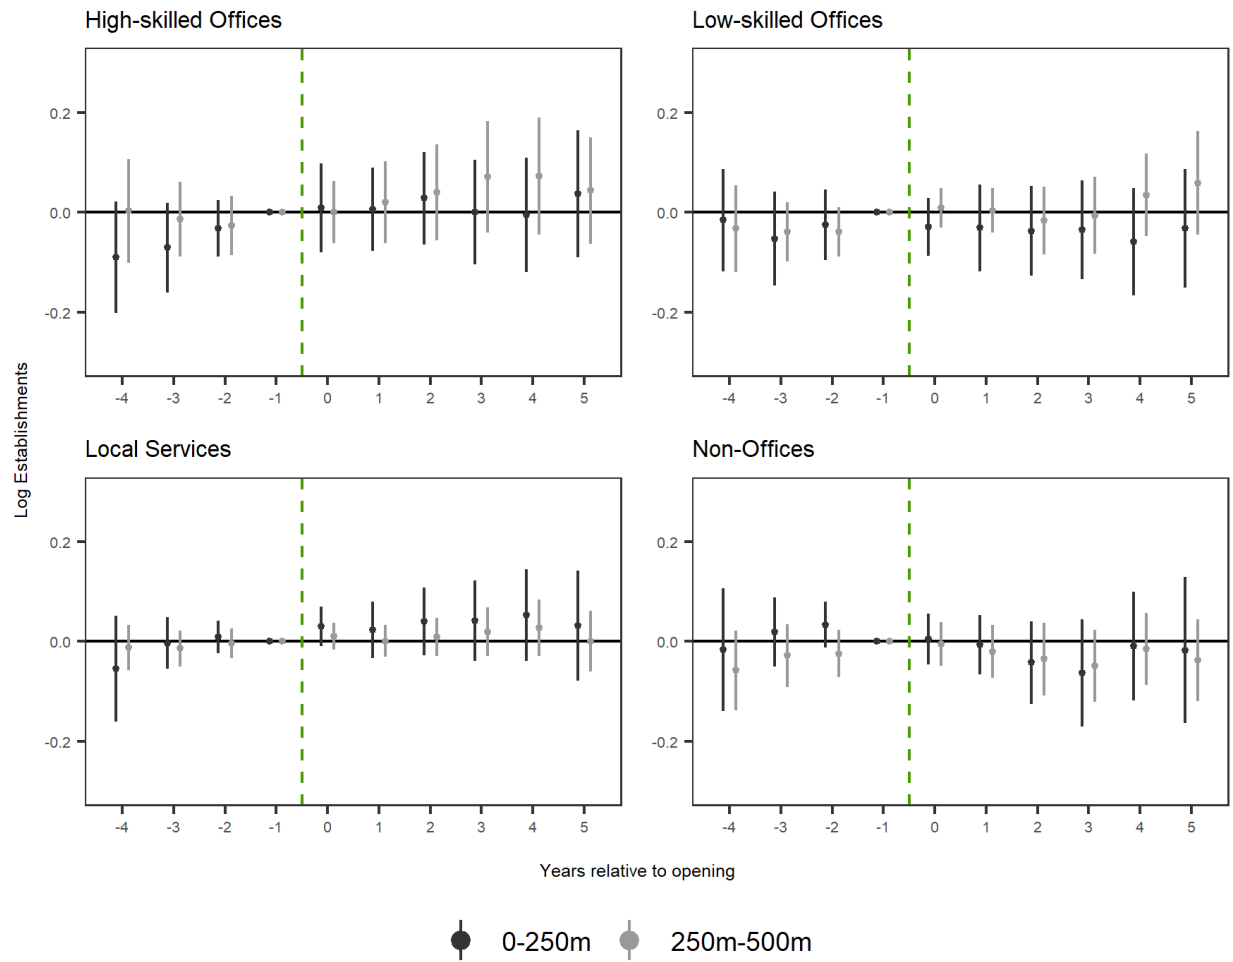 High-skilled Offices
Low-skilled Offices
0.2
0.0
-0.2
0.2
0.0
-0.2
-4 -3 -2 -1 0 1 2 3 4 5
-4 -3 -2 -1 0 1 2 3 4 5
Log Establishments
Local Services
Non-Offices
0.2
0.0
-0.2
0.2
0.0
-0.2
-4 -3 -2 -1 0 1 2 3 4 5
-4 -3 -2 -1 0 1 2 3 4 5
Years relative to opening
0-250m 250m-500m